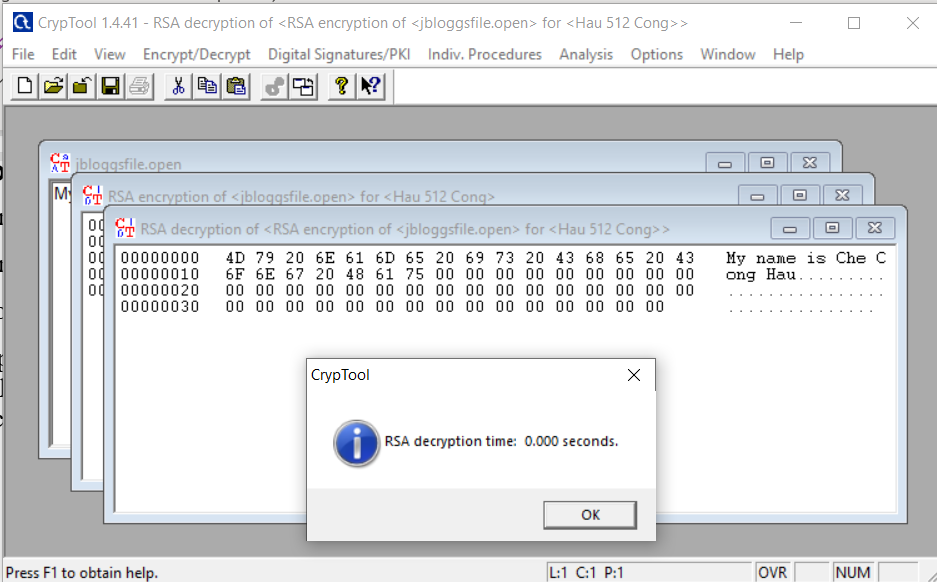 CrypTool 1.4.41 - RSA decryption of <RSA encryption of <jbloggsfile.open> for <Hau 512 Cong>>
File Edit View Encrypt/Decrypt Digital Signatures/PKI Indiv. Procedures Analysis Options Window Help
jbloggsfile.open
My
RSA encryption of <jbloggsfile.open> for <Hau 512 Cong>
00
00
00
00
RSA decryption of <RSA encryption of <jbloggsfile.open> for <Hau 512 Cong>>
00000000 4D 79 20 6E 61 6D 65 20 69 73 20 43 68 65 20 43 My name is Che C
00000010 6F 6E 67 20 48 61 75 00 00 00 00 00 00 00 00 00 ong Hau.........
00000020 00 00 00 00 00 00 00 00 00 00 00 00 00 00 00 00 ................
00000030 00 00 00 00 00 00 00 00 00 00 00 00 00 00 00 ...............
CrypTool
RSA decryption time: 0.000 seconds.
OK
Press F1 to obtain help.
L:1 C:1 P:1
OVR
NUM